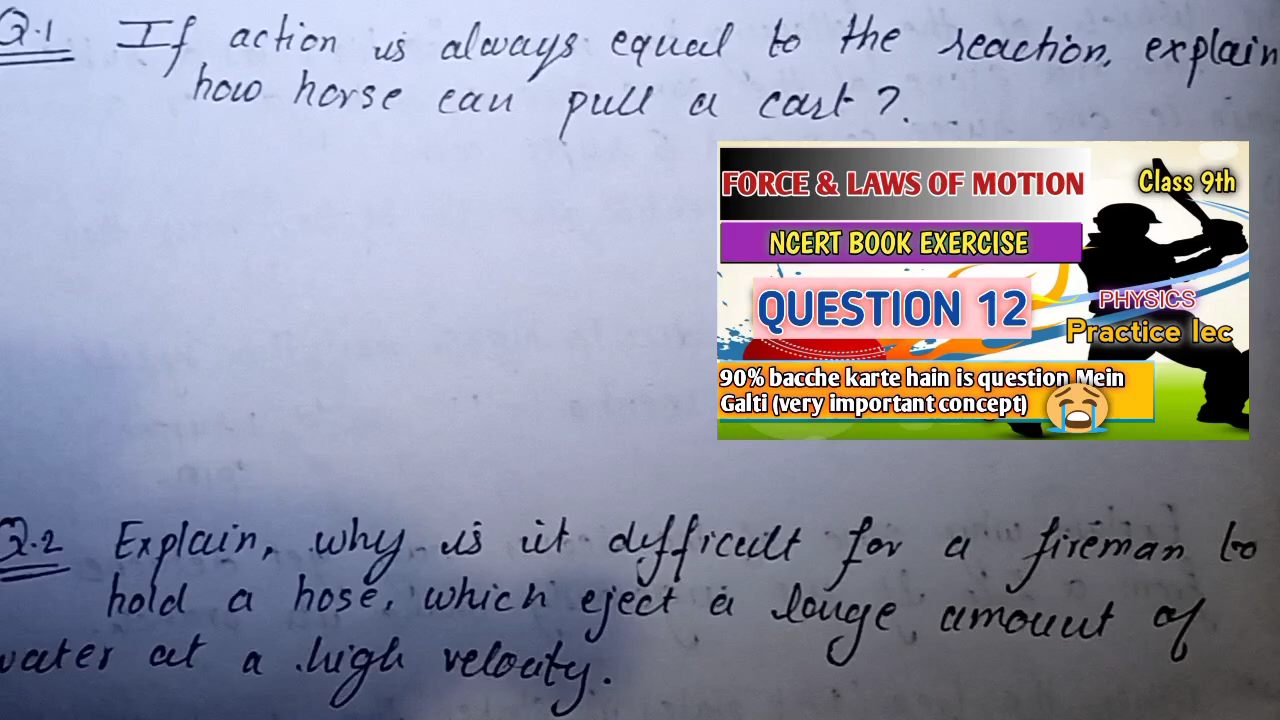 Q.1 If action is always equal to the reaction, explain
how horse can pull a cart?...
FORCE & LAWS OF MOTION
Class 9th
NCERT BOOK EXERCISE
QUESTION 12
PHYSICS
Practice lec
90% bacche karte hain is question Mein
Galti (very important concept)
Q.2 Explain, why is it difficult for a fireman to
hold a hose, which eject a large amount of
water at a high velocity.